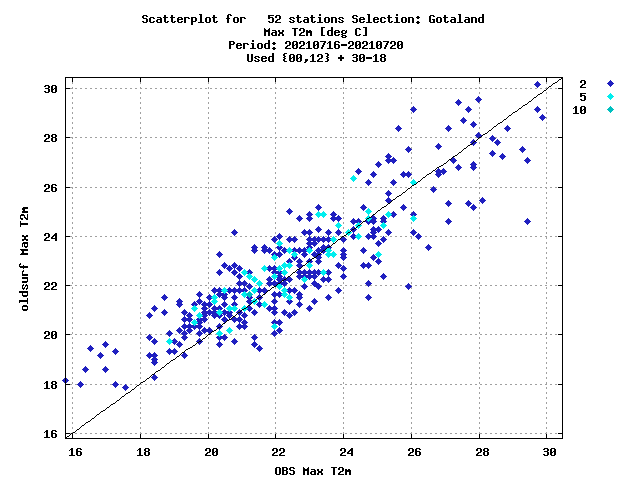 Scatterplot for   52 stations Selection: Gotaland
Max T2m [deg C]
Period: 20210716-20210720
Used {00,12} + 30-18
2
5
10
30
28
26
24
22
20
18
16
oldsurf Max T2m
16 18 20 22 24 26 28 30
OBS Max T2m